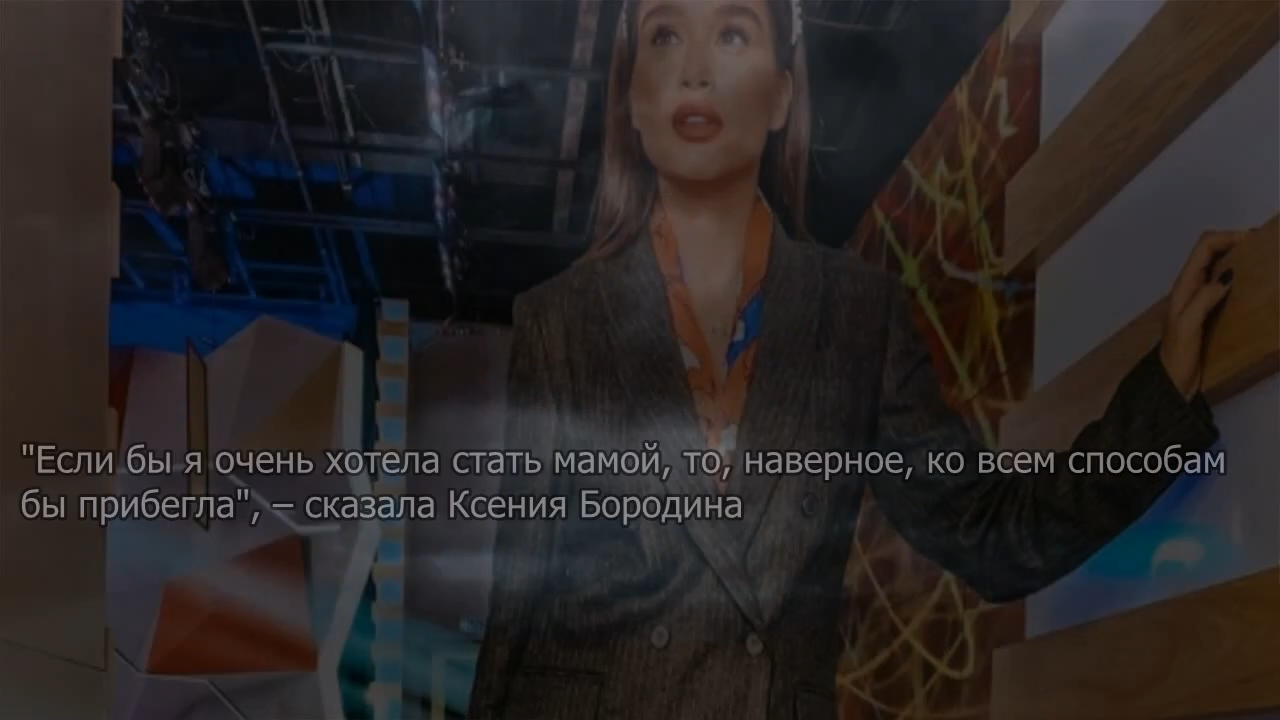 "Если бы я очень хотела стать мамой, то, наверное, ко всем способам
бы прибегла", – сказала Ксения Бородина